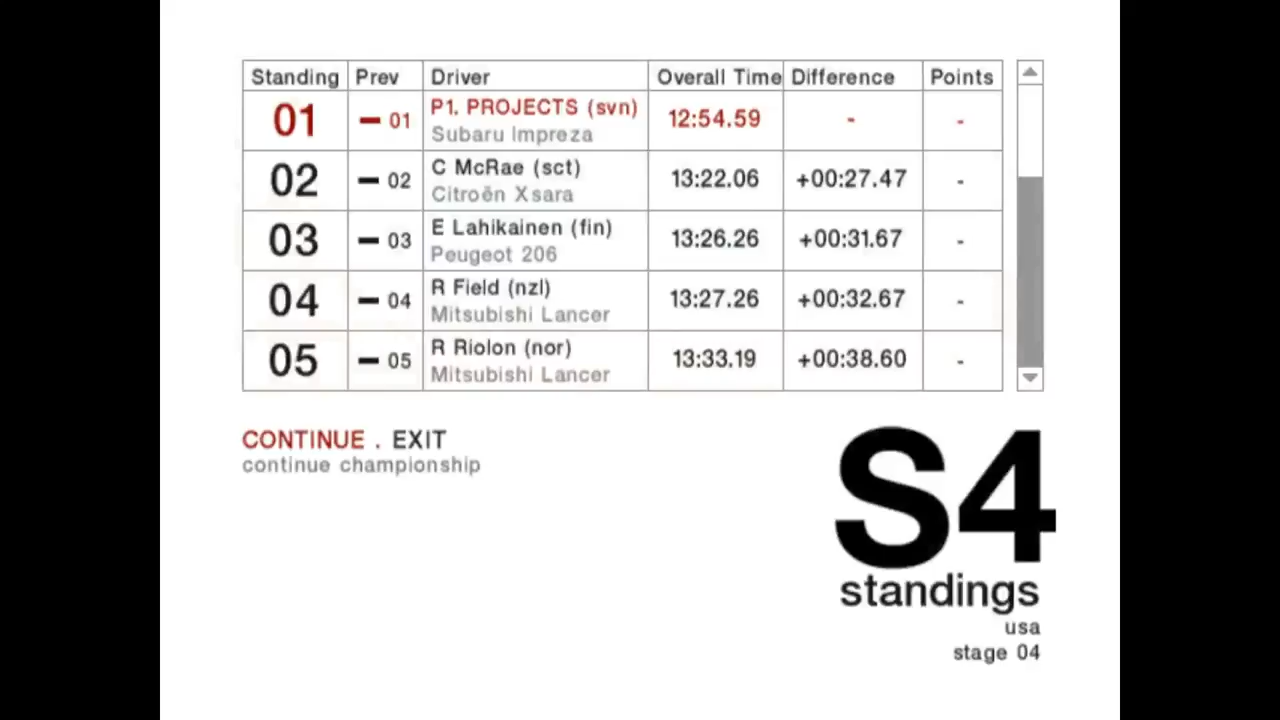 Standing Prev Driver Overall Time Difference Points
01 — 01 P1. PROJECTS (svn) 12:54.59 - -
Subaru Impreza
02 — 02 C McRae (sct) 13:22.06 +00:27.47 -
Citroën Xsara
03 — 03 E Lahikainen (fin) 13:26.26 +00:31.67 -
Peugeot 206
04 — 04 R Field (nzl) 13:27.26 +00:32.67 -
Mitsubishi Lancer
05 — 05 R Riolon (nor) 13:33.19 +00:38.60 -
Mitsubishi Lancer
CONTINUE . EXIT
continue championship
S4
standings
usa
stage 04